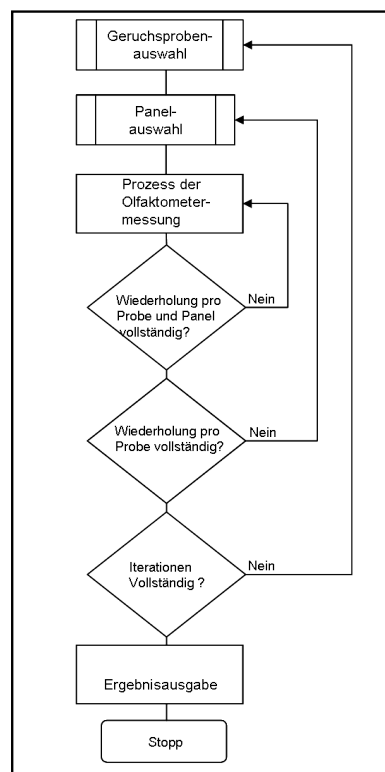 Geruchsproben-
auswahl
Panel-
auswahl
Prozess der
Olfaktometer-
messung
Wiederholung pro
Probe und Panel
vollständig?
Nein
Wiederholung pro
Probe vollständig?
Nein
Iterationen
Vollständig ?
Nein
Ergebnisausgabe
Stopp